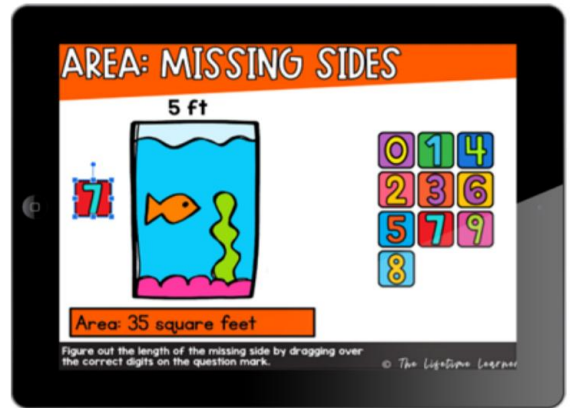 AREA: MISSING SIDES
5 ft
7
0 1 4
2 3 6
5 7 9
8
Area: 35 square feet
Figure out the length of the missing side by dragging over
the correct digits on the question mark.
© The Lifetime Learner